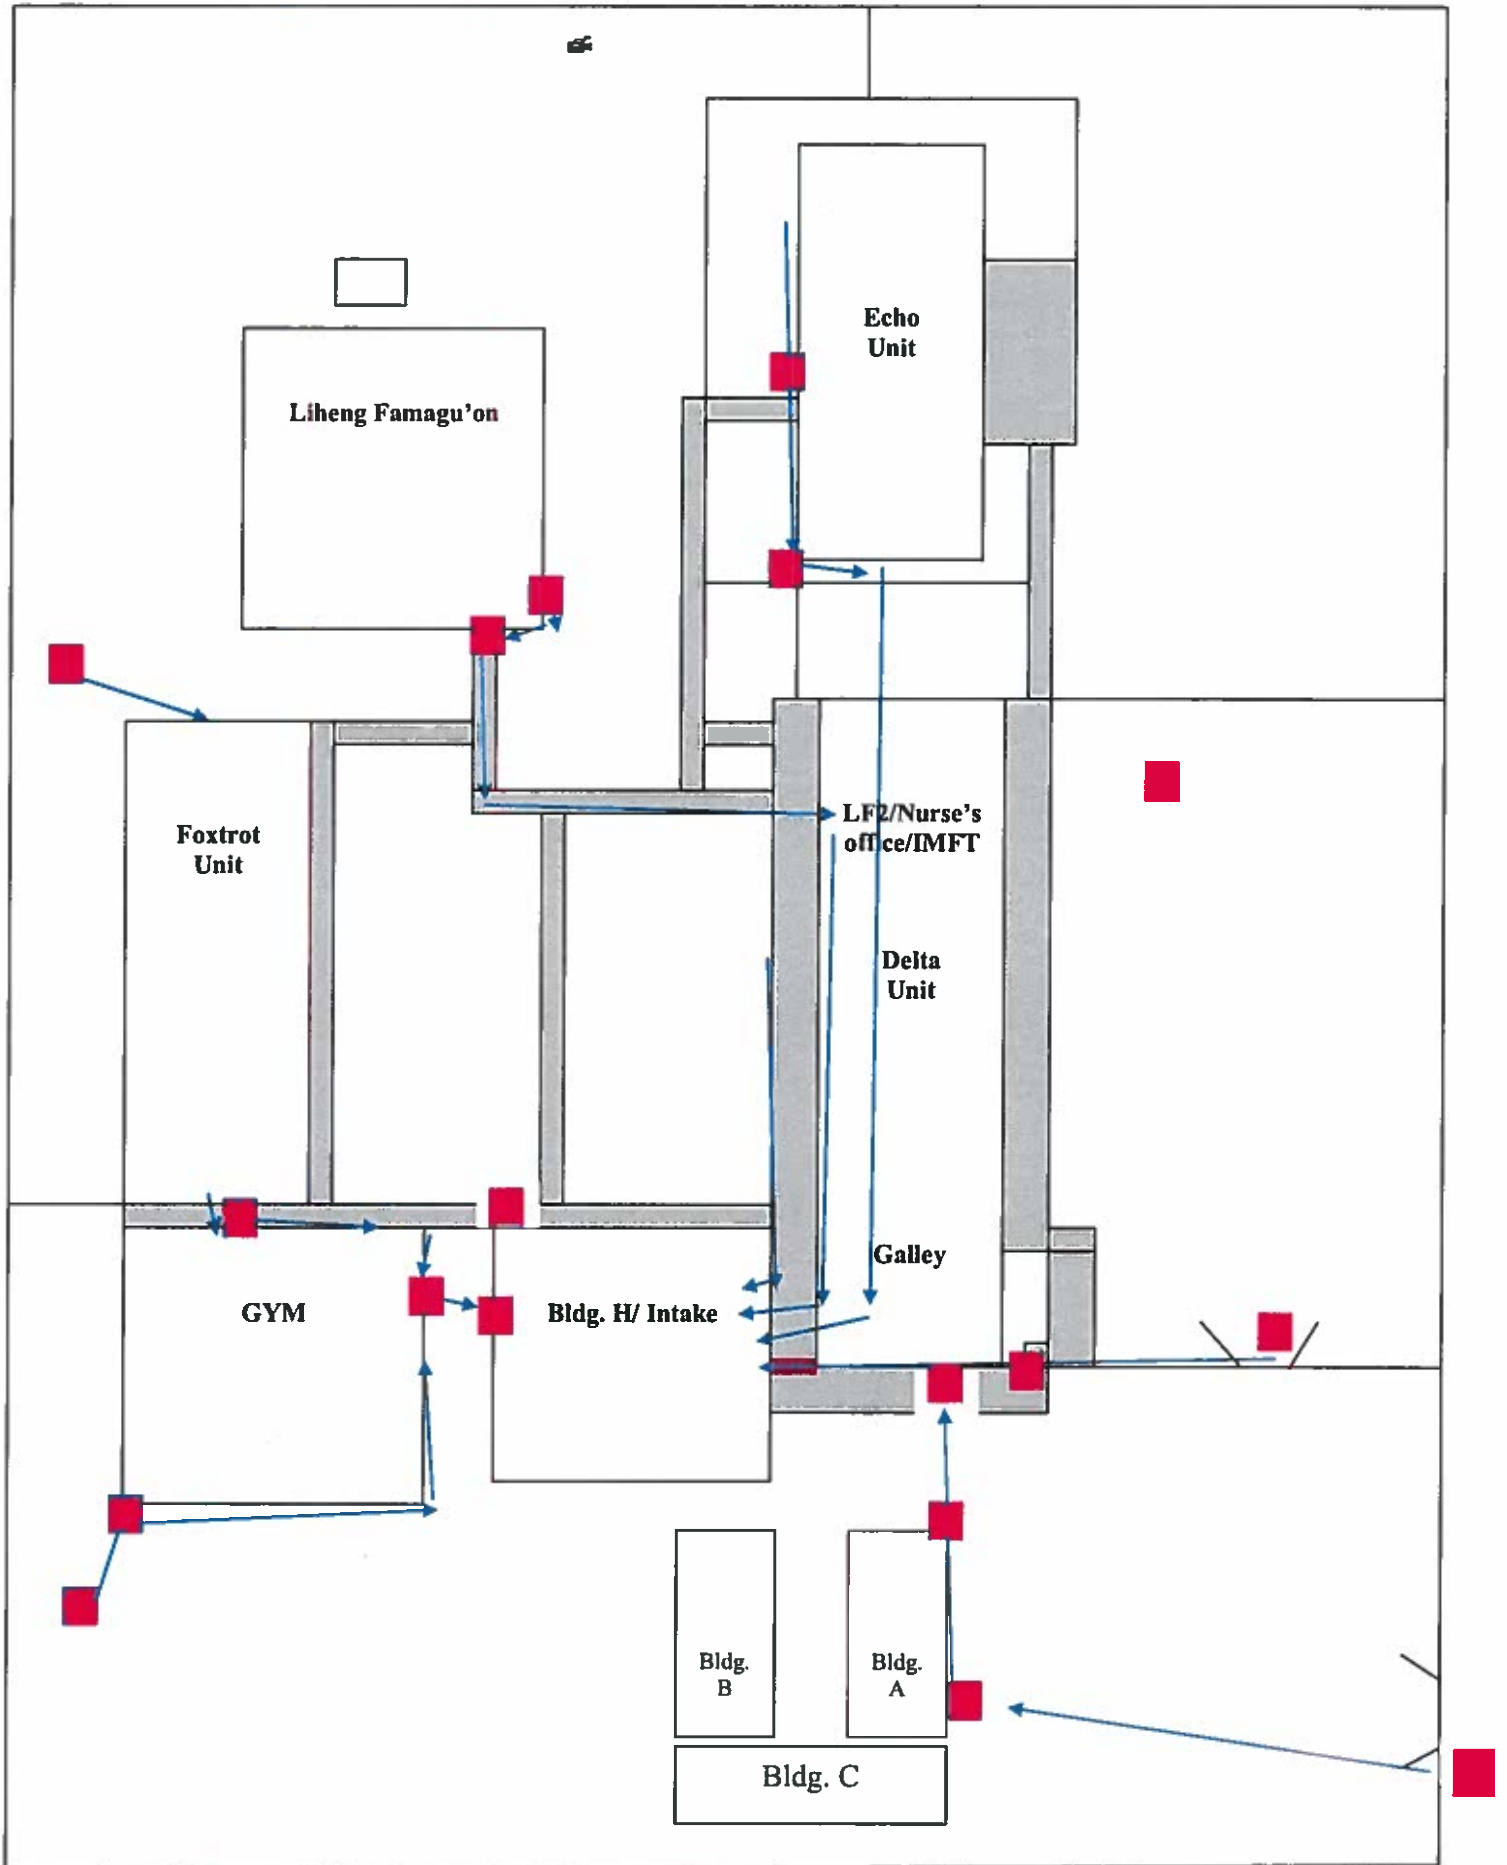 Echo
Unit
Liheng Famagu'on
LF2/Nurse's
office/IMFT
Foxtrot
Unit
Delta
Unit
Galley
GYM
Bldg. H/ Intake
Bldg.
B
Bldg.
A
Bldg. C